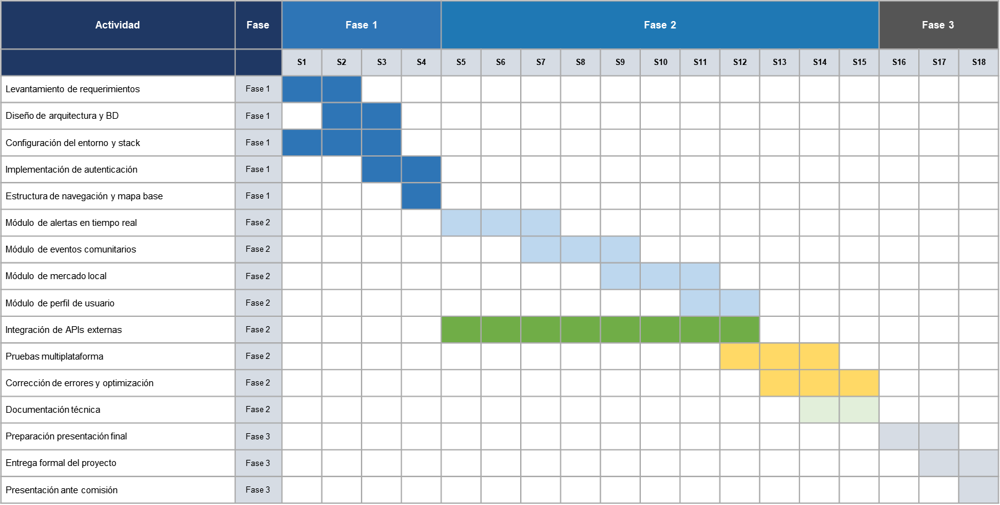 Actividad Fase Fase 1 Fase 2 Fase 3
S1 S2 S3 S4 S5 S6 S7 S8 S9 S10 S11 S12 S13 S14 S15 S16 S17 S18
Levantamiento de requerimientos Fase 1
Diseño de arquitectura y BD Fase 1
Configuración del entorno y stack Fase 1
Implementación de autenticación Fase 1
Estructura de navegación y mapa base Fase 1
Módulo de alertas en tiempo real Fase 2
Módulo de eventos comunitarios Fase 2
Módulo de mercado local Fase 2
Módulo de perfil de usuario Fase 2
Integración de APIs externas Fase 2
Pruebas multiplataforma Fase 2
Corrección de errores y optimización Fase 2
Documentación técnica Fase 2
Preparación presentación final Fase 3
Entrega formal del proyecto Fase 3
Presentación ante comisión Fase 3